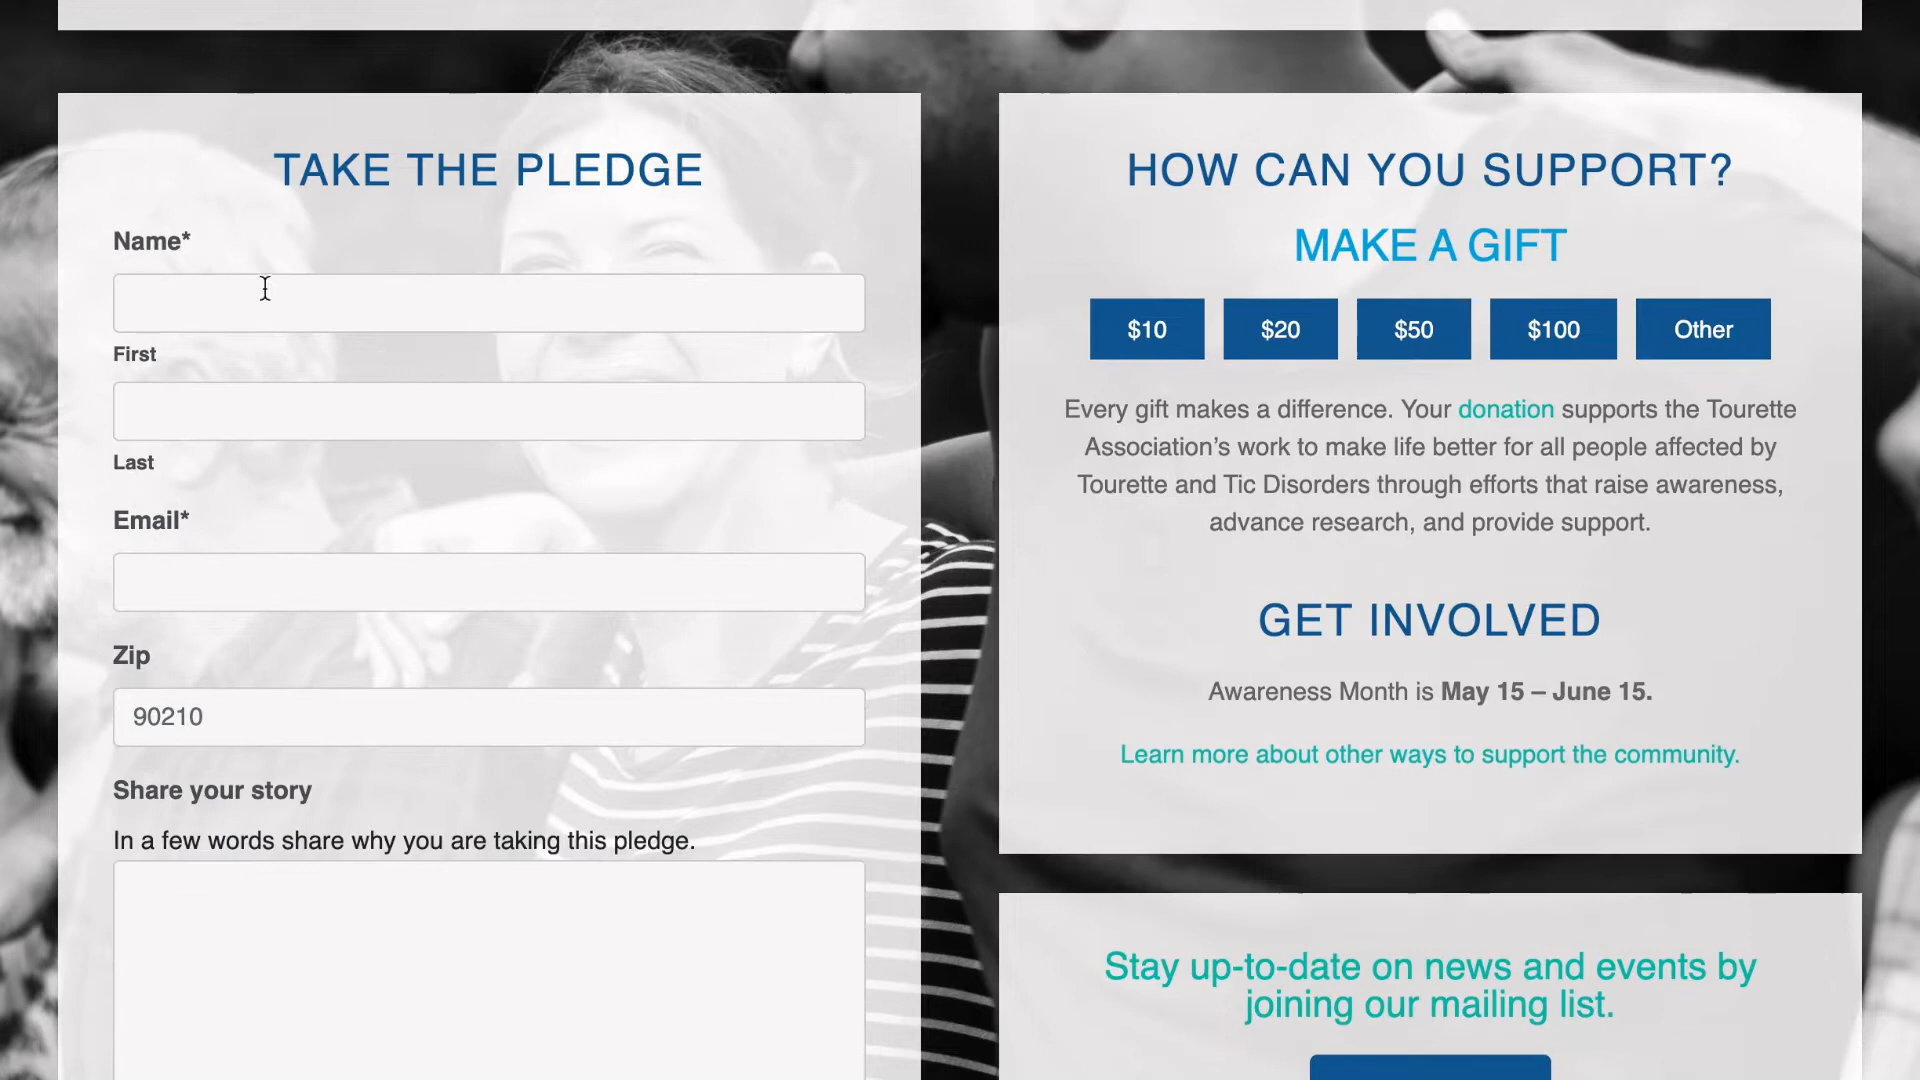 TAKE THE PLEDGE
Name*
First
Last
Email*
Zip
90210
Share your story
In a few words share why you are taking this pledge.
HOW CAN YOU SUPPORT?
MAKE A GIFT
$10 $20 $50 $100 Other
Every gift makes a difference. Your donation supports the Tourette
Association’s work to make life better for all people affected by
Tourette and Tic Disorders through efforts that raise awareness,
advance research, and provide support.
GET INVOLVED
Awareness Month is May 15 – June 15.
Learn more about other ways to support the community.
Stay up-to-date on news and events by
joining our mailing list.